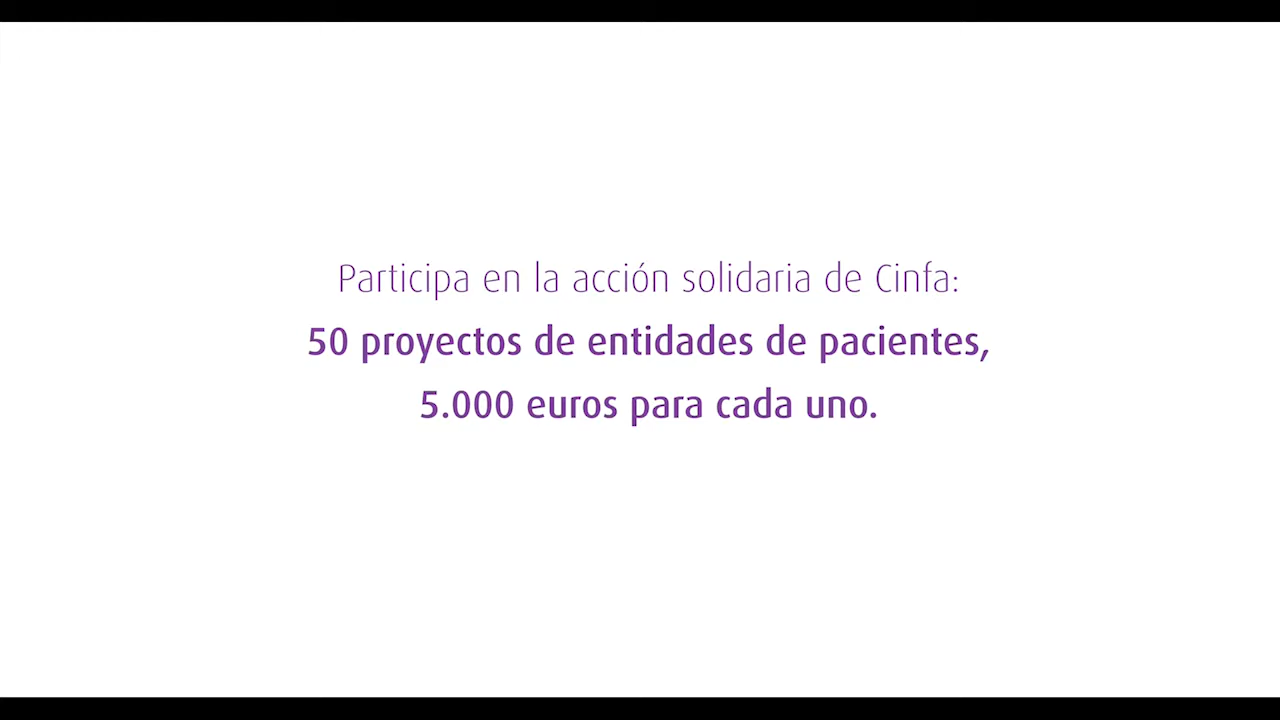 Participa en la acción solidaria de Cinfa:
50 proyectos de entidades de pacientes,
5.000 euros para cada uno.